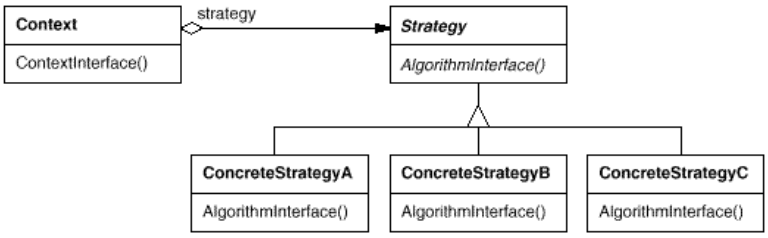 Context
ContextInterface()
strategy
Strategy
AlgorithmInterface()
ConcreteStrategyA
AlgorithmInterface()
ConcreteStrategyB
AlgorithmInterface()
ConcreteStrategyC
AlgorithmInterface()